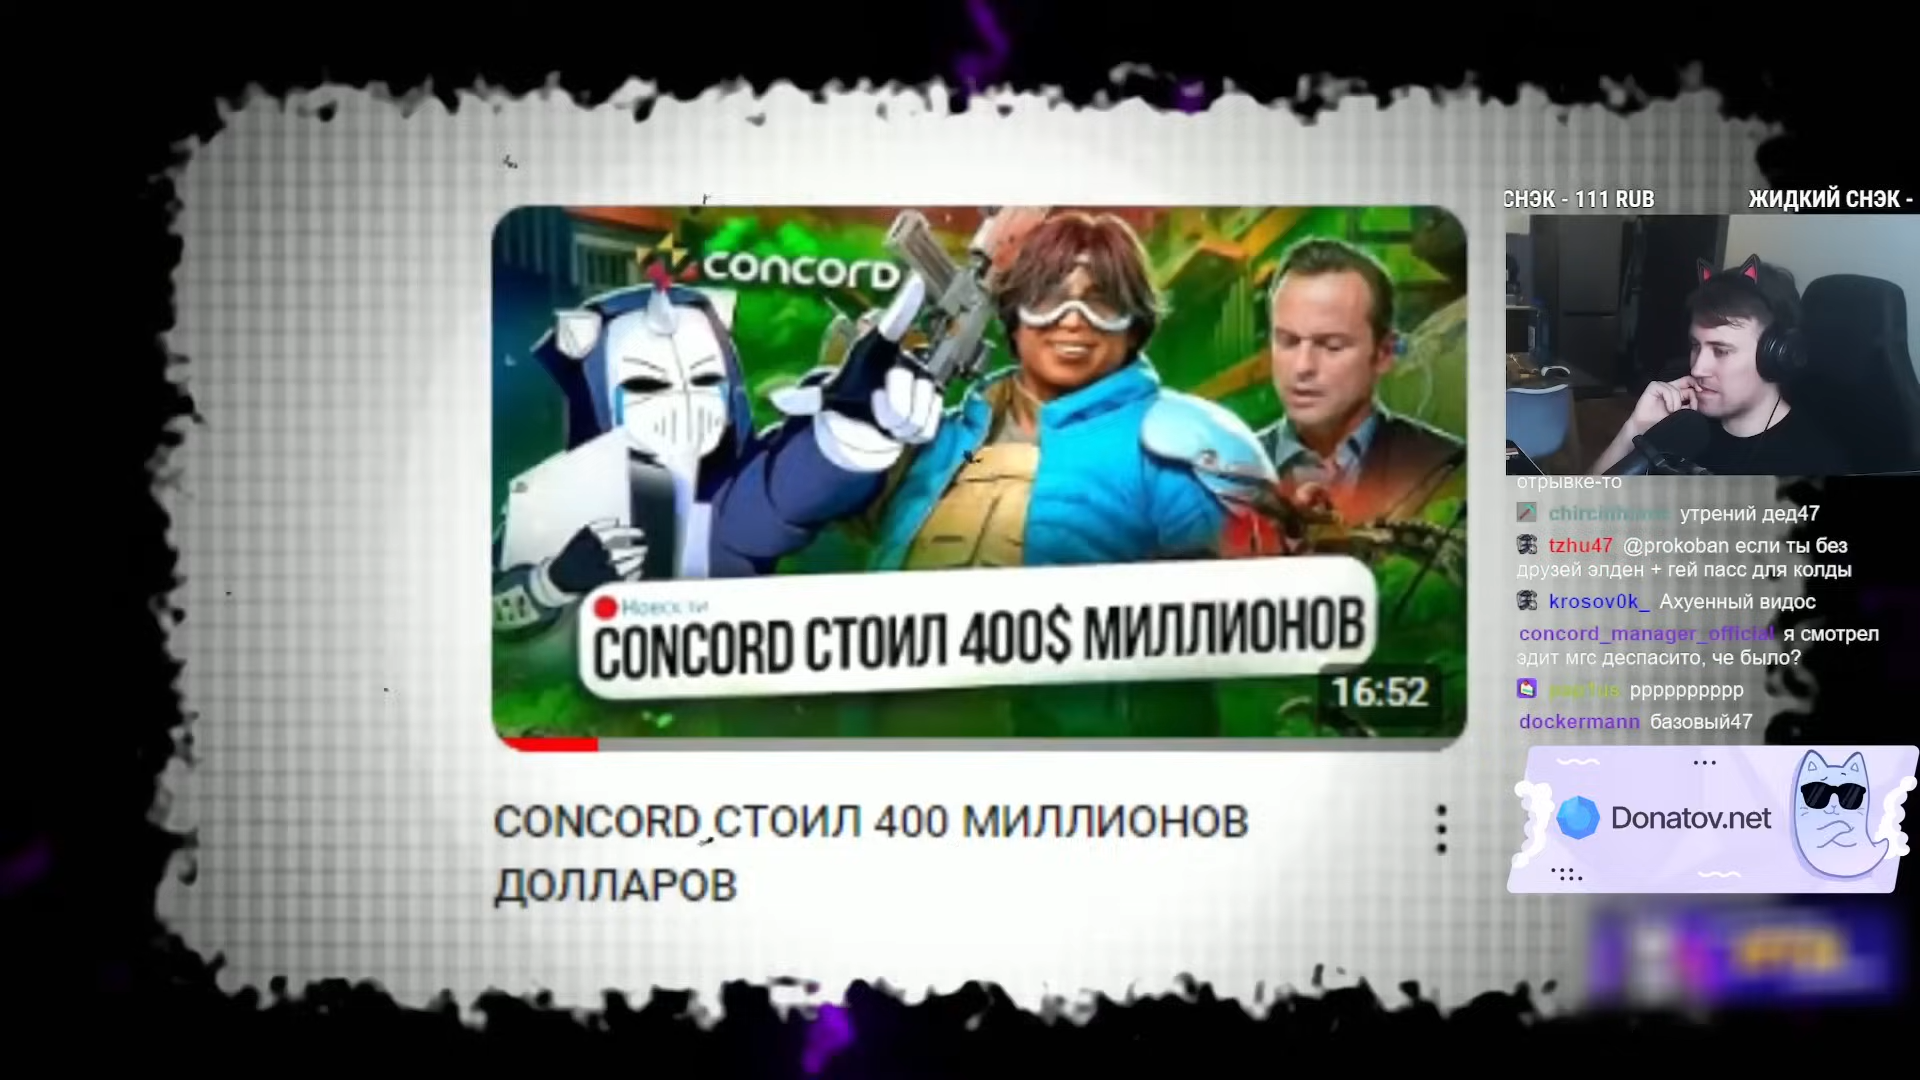 СНЭК - 111 RUB
ЖИДКИЙ СНЭК -
concord
CONCORD СТОИЛ 400$ МИЛЛИОНОВ
16:52
CONCORD СТОИЛ 400 МИЛЛИОНОВ
ДОЛЛАРОВ
отрывке-то
утрений дед47
tzhu47 @prokoban если ты без
друзей элден + гей пасс для колды
krosov0k_ Ахуенный видос
concord_manager_official я смотрел
эдит мгс деспасито, че было?
pppppppppp
dockermann базовый47
Donatov.net